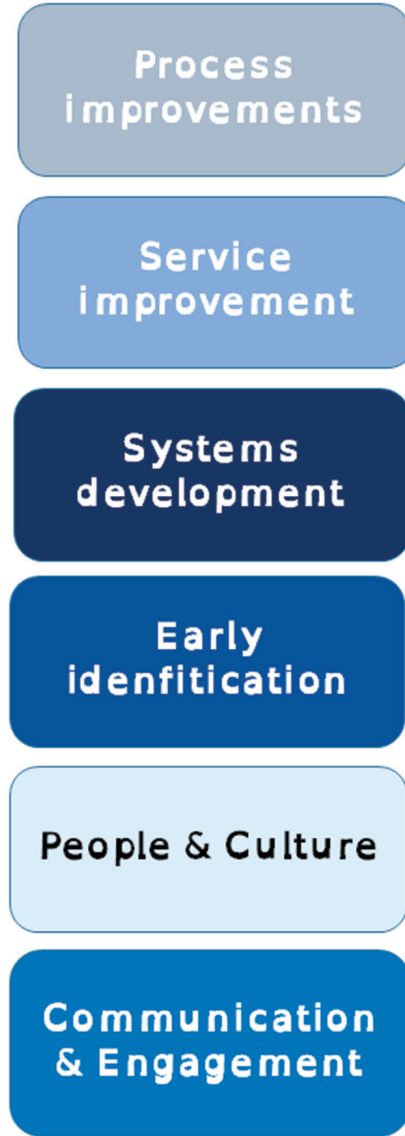 Process
improvements
Service
improvement
Systems
development
Early
idenfitication
People & Culture
Communication
& Engagement